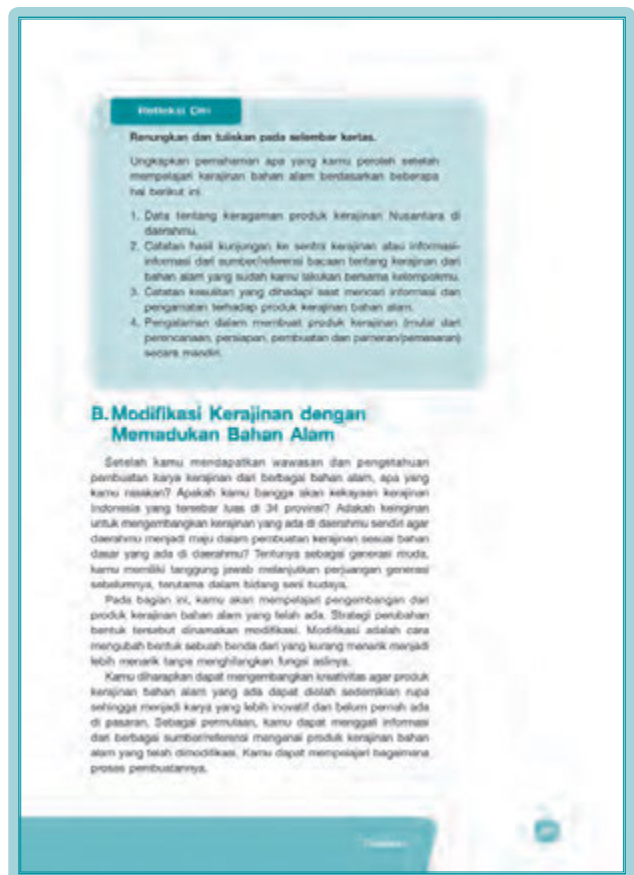 Refleksi Diri
Renungkan dan tuliskan pada selembar kertas.
Ungkapkan pemahaman apa yang kamu peroleh setelah
mempelajari kerajinan bahan alam berdasarkan beberapa
hal berikut ini.
1. Data tentang keragaman produk kerajinan Nusantara di
daerahmu.
2. Catatan hasil kunjungan ke sentra kerajinan atau informasi-
informasi dari sumber/referensi bacaan tentang kerajinan dari
bahan alam yang sudah kamu lakukan bersama kelompokmu.
3. Catatan kesulitan yang dihadapi saat mencari informasi dan
pengamatan terhadap produk kerajinan bahan alam.
4. Pengalaman dalam membuat produk kerajinan (mulai dari
perencanaan, persiapan, pembuatan dan pameran/pemasaran)
secara mandiri.
B. Modifikasi Kerajinan dengan
Memadukan Bahan Alam
Setelah kamu mendapatkan wawasan dan pengetahuan
pembuatan karya kerajinan dari berbagai bahan alam, apa yang
kamu rasakan? Apakah kamu bangga akan kekayaan kerajinan
Indonesia yang tersebar luas di 34 provinsi? Adakah keinginan
untuk mengembangkan kerajinan yang ada di daerahmu sendiri agar
daerahmu menjadi maju dalam pembuatan kerajinan sesuai bahan
dasar yang ada di daerahmu? Tentunya sebagai generasi muda,
kamu memiliki tanggung jawab melanjutkan perjuangan generasi
sebelumnya, terutama dalam bidang seni budaya.
Pada bagian ini, kamu akan mempelajari pengembangan dari
produk kerajinan bahan alam yang telah ada. Strategi perubahan
bentuk tersebut dinamakan modifikasi. Modifikasi adalah cara
mengubah bentuk sebuah benda dari yang kurang menarik menjadi
lebih menarik tanpa menghilangkan fungsi aslinya.
Kamu diharapkan dapat mengembangkan kreativitas agar produk
kerajinan bahan alam yang ada dapat diolah sedemikian rupa
sehingga menjadi karya yang lebih inovatif dan belum pernah ada
di pasaran. Sebagai permulaan, kamu dapat menggali informasi
dari berbagai sumber/referensi mengenai produk kerajinan bahan
alam yang telah dimodifikasi. Kamu dapat mempelajari bagaimana
proses pembuatannya.